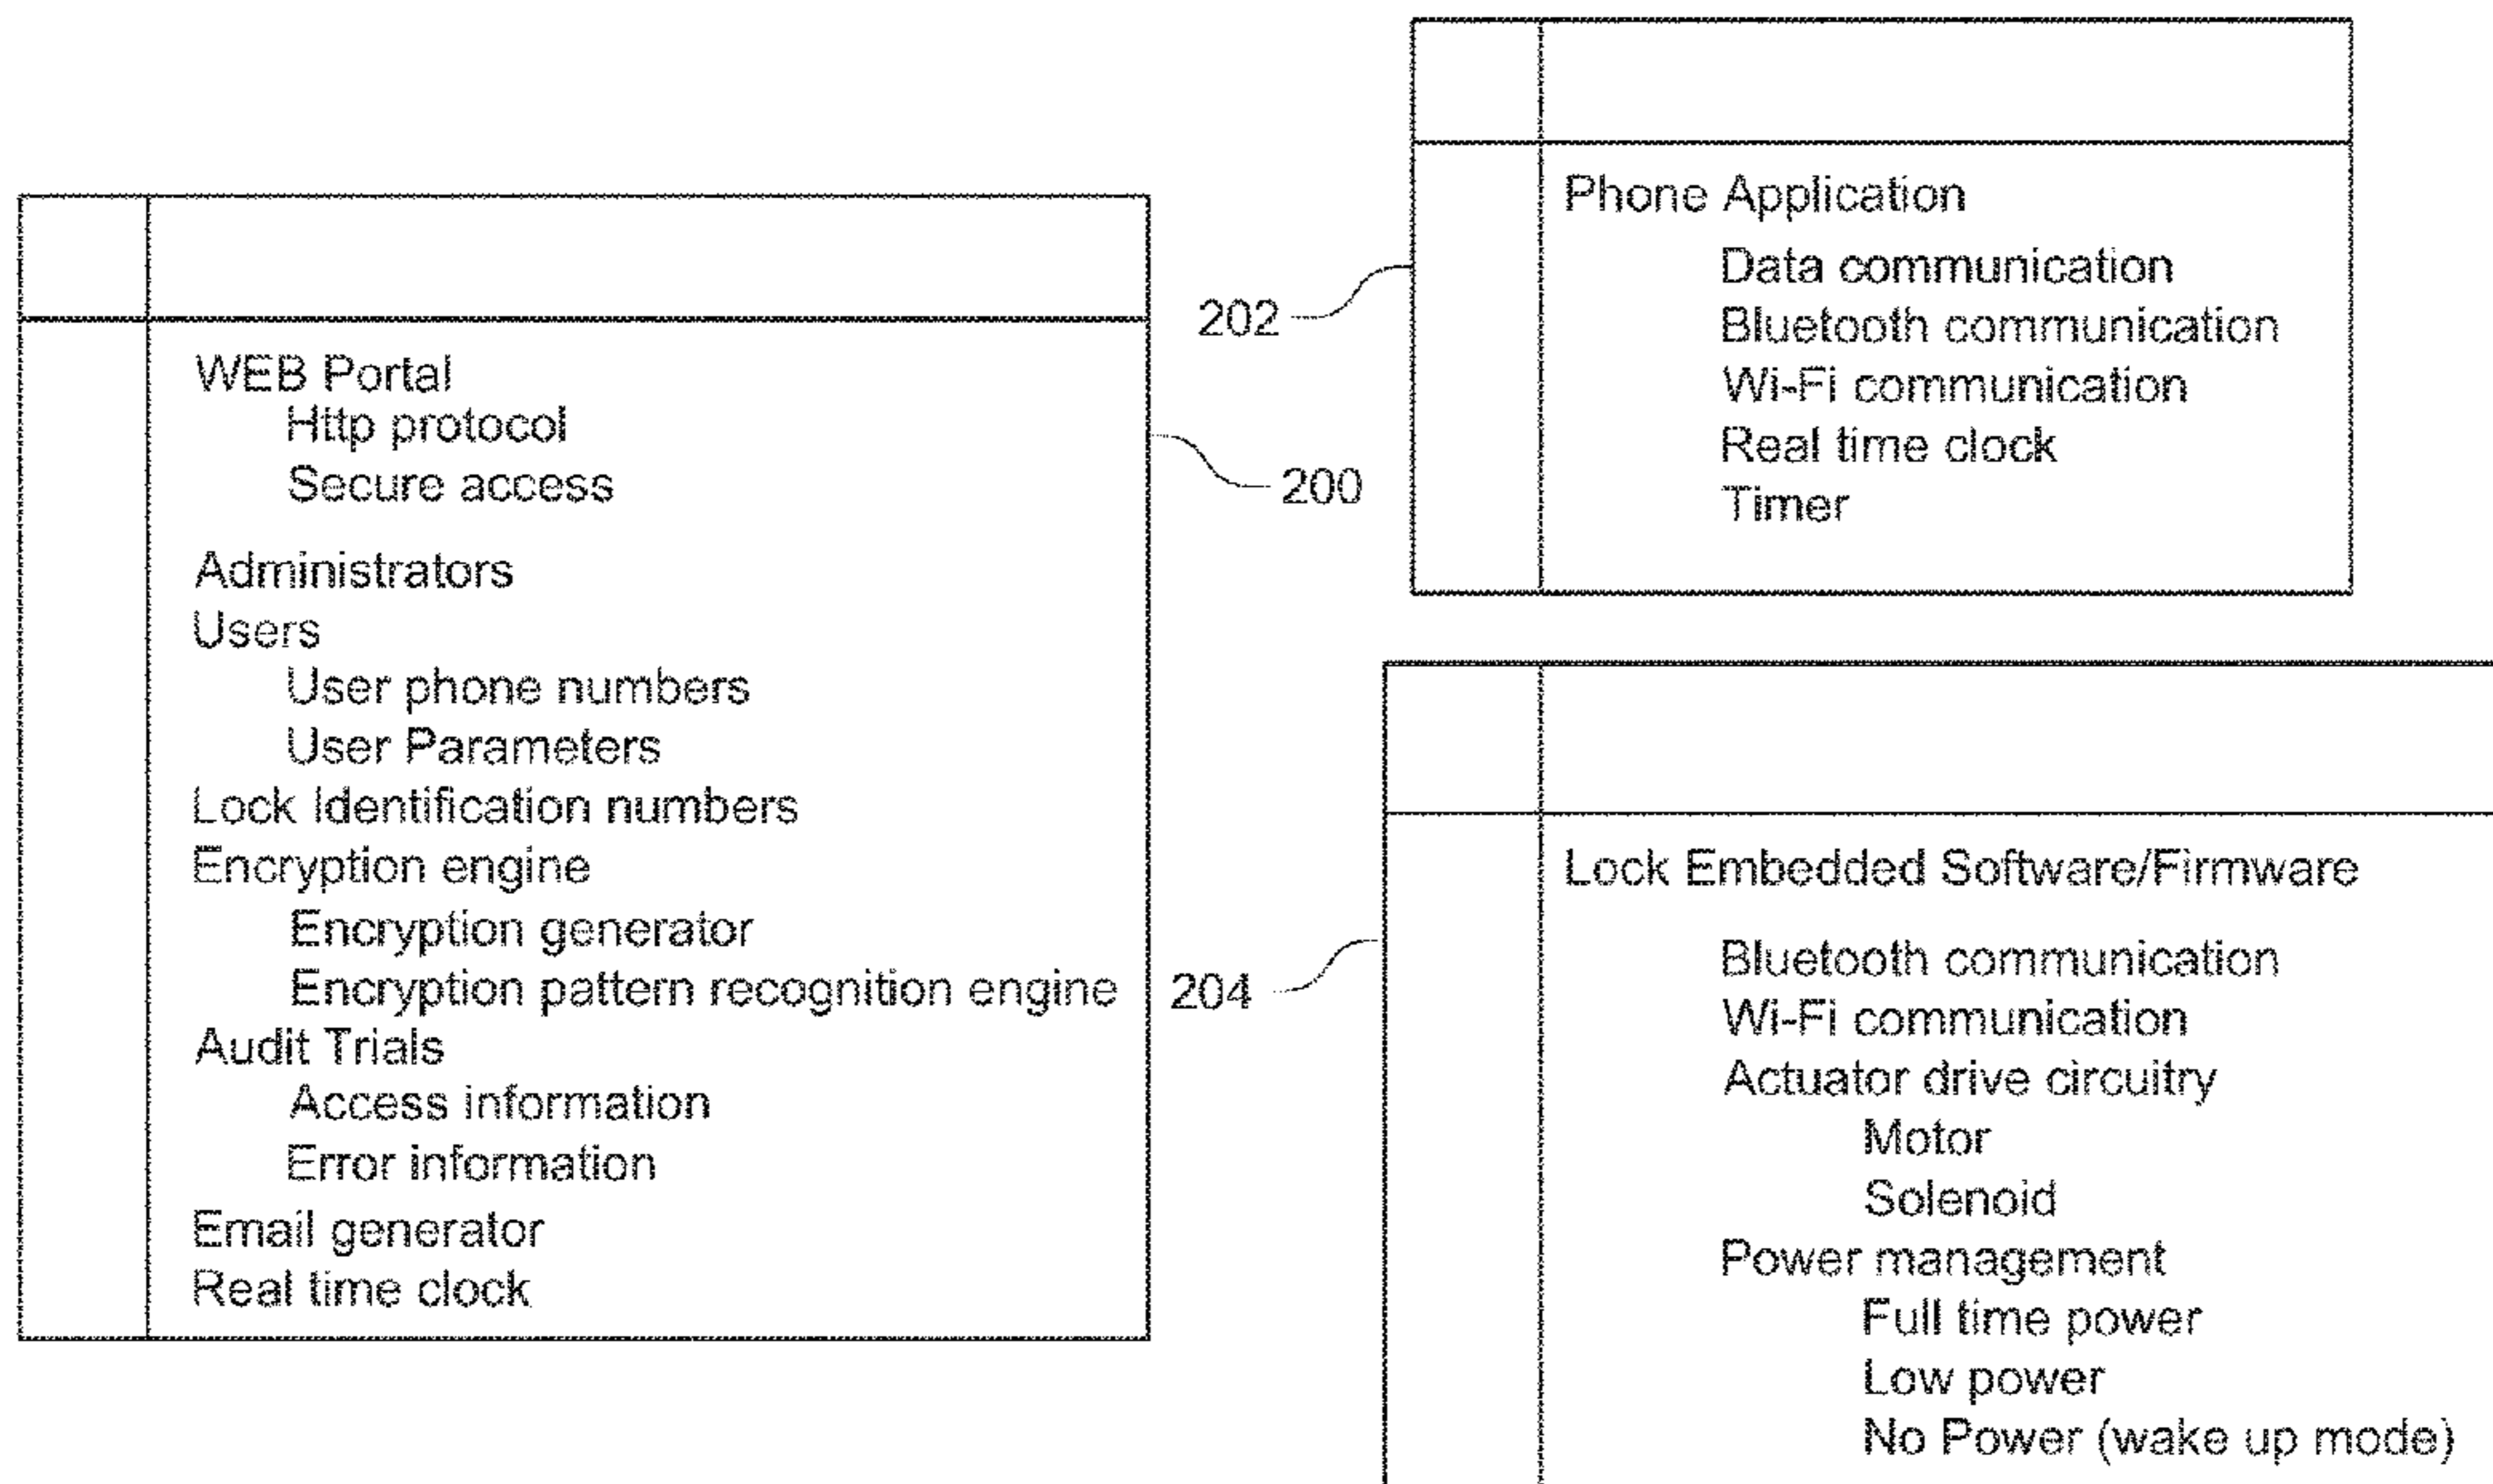 WEB Portal
Http protocol
Secure access
Administrators
Users
User phone numbers
User Parameters
Lock Identification numbers
Encryption engine
Encryption generator
Encryption pattern recognition engine
Audit Trials
Access information
Error information
Email generator
Real time clock
200
202
Phone Application
Data communication
Bluetooth communication
Wi-Fi communication
Real time clock
Timer
204
Lock Embedded Software/Firmware
Bluetooth communication
Wi-Fi communication
Actuator drive circuitry
Motor
Solenoid
Power management
Full time power
Low power
No Power (wake up mode)